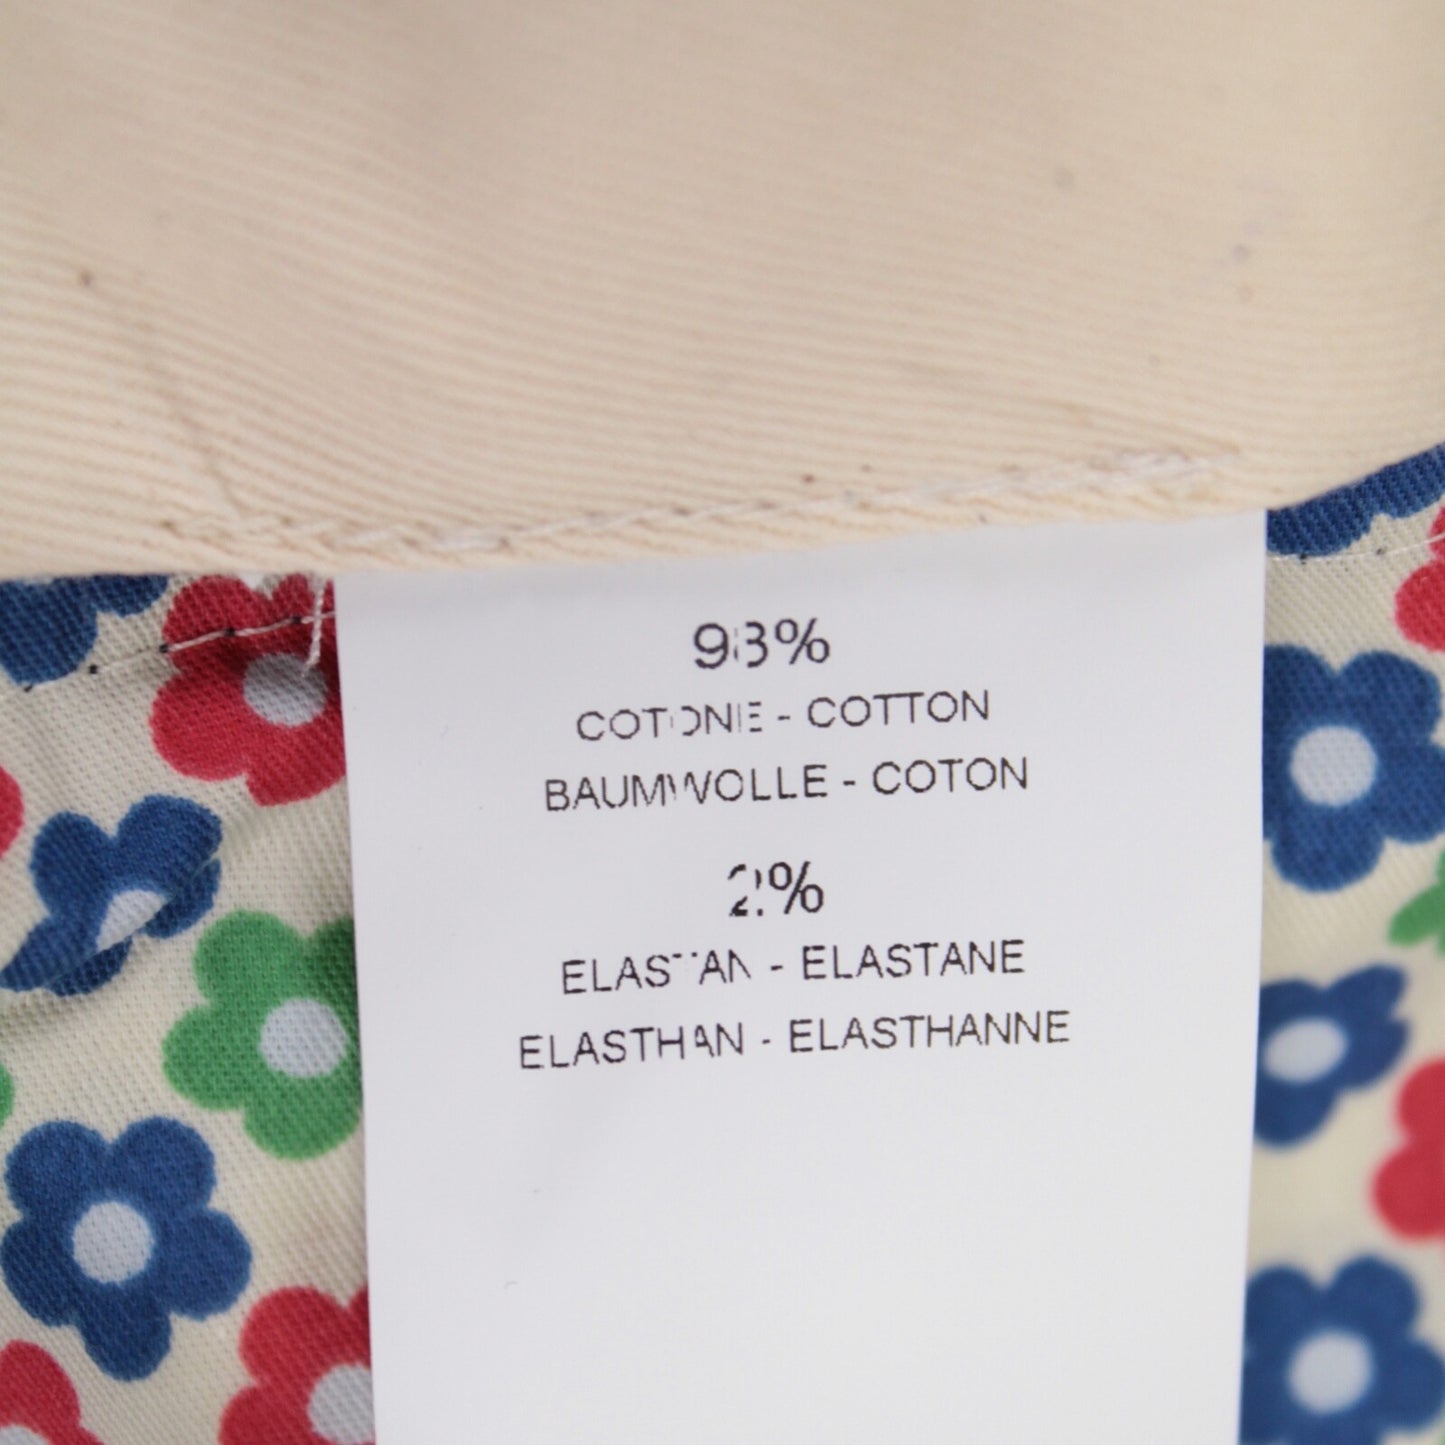 98%
COTONE - COTTON
BAUMWOLLE - COTON
2%
ELASTAN - ELASTANE
ELASTHAN - ELASTHANNE